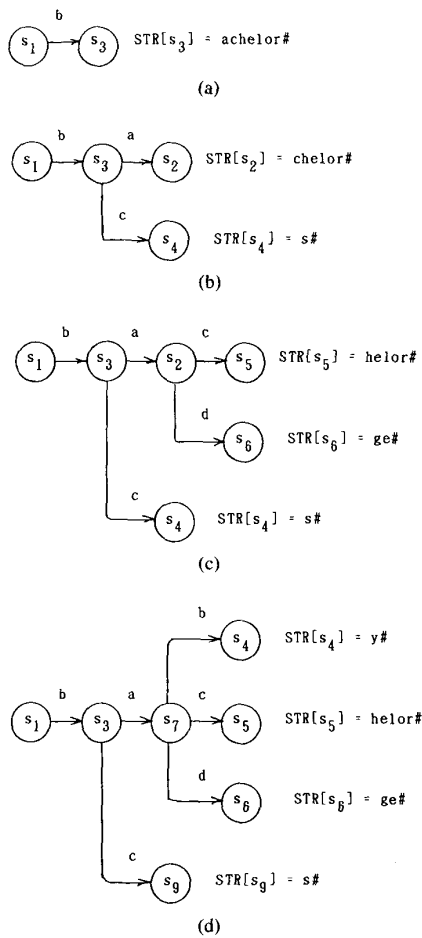 b
s1 s3 STR[s3] = achelor#
(a)
b a
s1 s3 s2 STR[s2] = chelor#
c
s4 STR[s4] = s#
(b)
b a c
s1 s3 s2 s5 STR[s5] = helor#
d
s6 STR[s6] = ge#
c
s4 STR[s4] = s#
(c)
b
s4 STR[s4] = y#
b a c
s1 s3 s7 s5 STR[s5] = helor#
d
s6 STR[s6] = ge#
c
s9 STR[s9] = s#
(d)